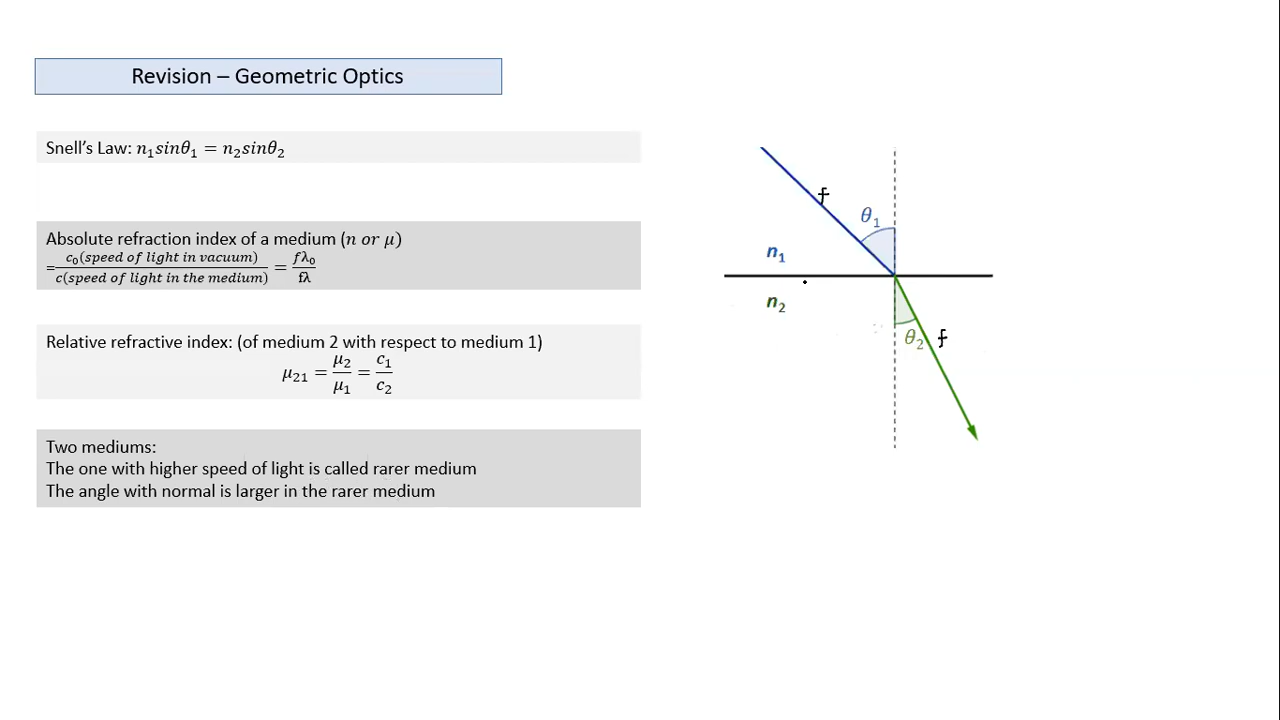 Revision – Geometric Optics
Snell's Law: n₁sinθ₁ = n₂sinθ₂
Absolute refraction index of a medium (n or μ)
=c₀(speed of light in vacuum)/c(speed of light in the medium) = fλ₀/fλ
Relative refractive index: (of medium 2 with respect to medium 1)
μ₂₁ = μ₂/μ₁ = c₁/c₂
Two mediums:
The one with higher speed of light is called rarer medium
The angle with normal is larger in the rarer medium
f
θ₁
n₁
n₂
θ₂
f